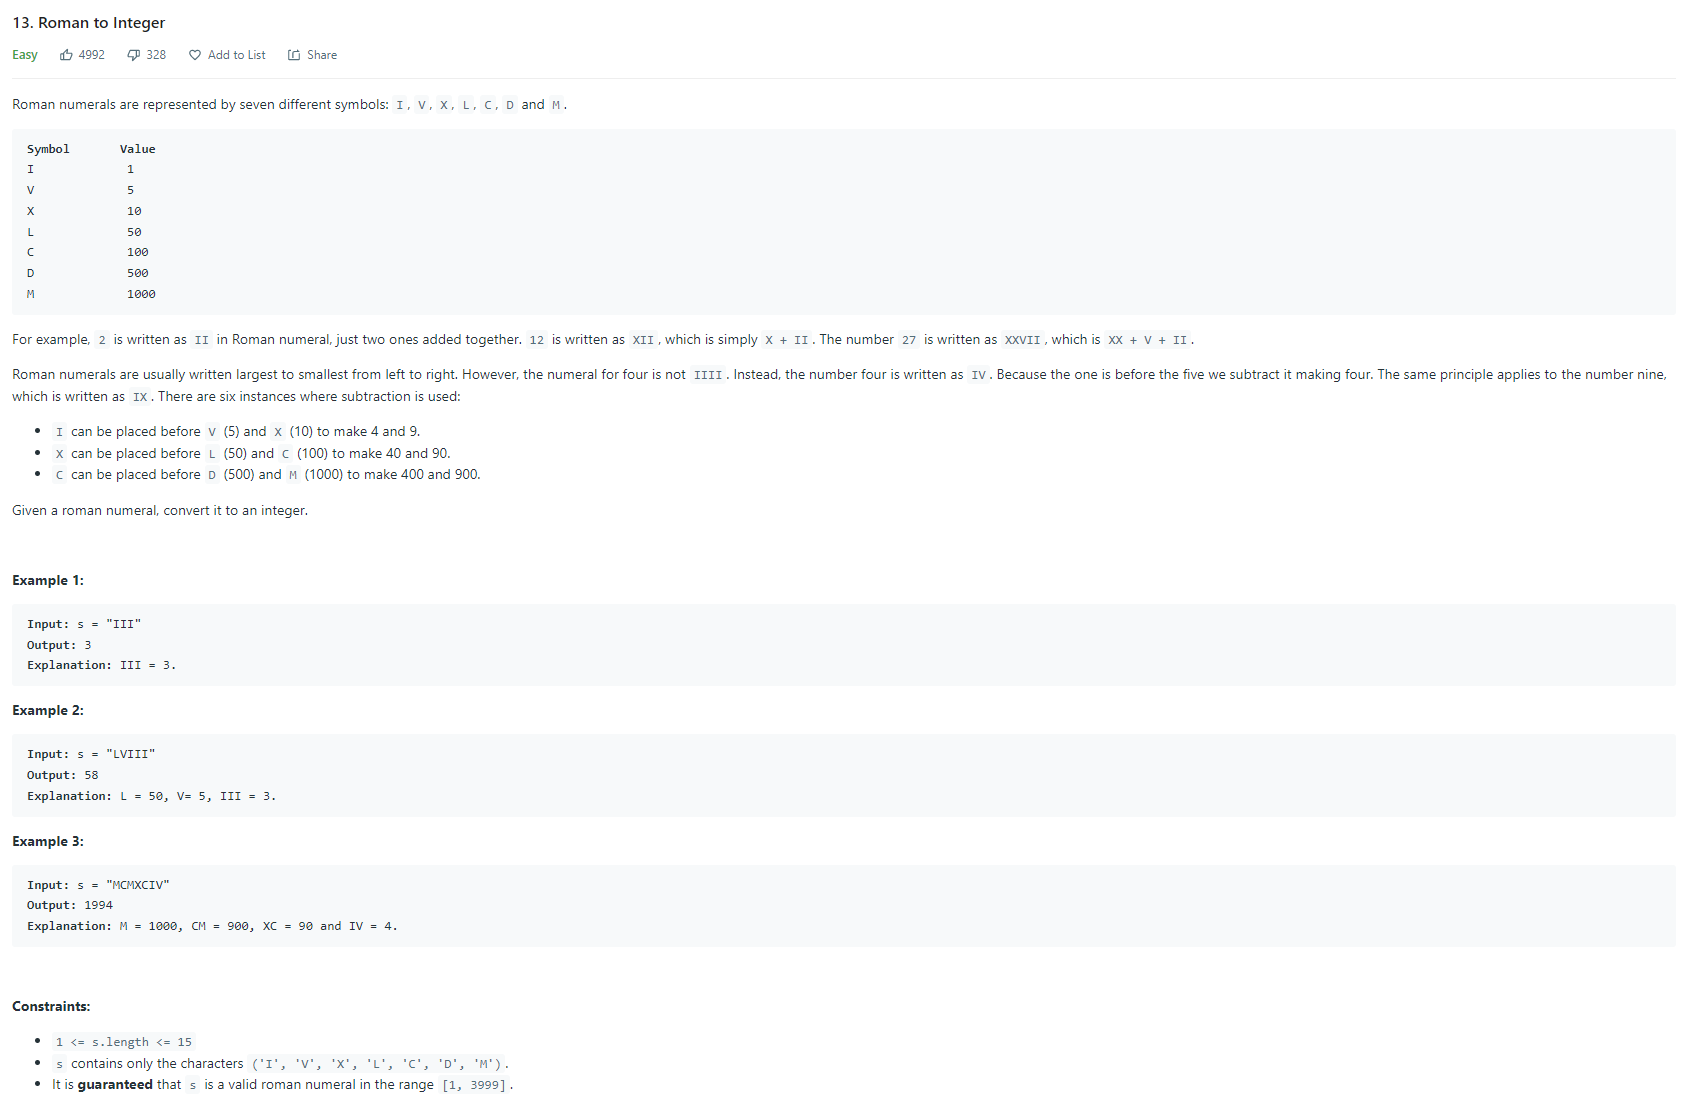 13. Roman to Integer
Easy 4992 328 Add to List Share
Roman numerals are represented by seven different symbols: I, V, X, L, C, D and M.
Symbol Value
I 1
V 5
X 10
L 50
C 100
D 500
M 1000
For example, 2 is written as II in Roman numeral, just two ones added together. 12 is written as XII, which is simply X + II. The number 27 is written as XXVII, which is XX + V + II.
Roman numerals are usually written largest to smallest from left to right. However, the numeral for four is not IIII. Instead, the number four is written as IV. Because the one is before the five we subtract it making four. The same principle applies to the number nine,
which is written as IX. There are six instances where subtraction is used:
• I can be placed before V (5) and X (10) to make 4 and 9.
• X can be placed before L (50) and C (100) to make 40 and 90.
• C can be placed before D (500) and M (1000) to make 400 and 900.
Given a roman numeral, convert it to an integer.
Example 1:
Input: s = "III"
Output: 3
Explanation: III = 3.
Example 2:
Input: s = "LVIII"
Output: 58
Explanation: L = 50, V= 5, III = 3.
Example 3:
Input: s = "MCMXCIV"
Output: 1994
Explanation: M = 1000, CM = 900, XC = 90 and IV = 4.
Constraints:
• 1 <= s.length <= 15
• s contains only the characters ('I', 'V', 'X', 'L', 'C', 'D', 'M').
• It is guaranteed that s is a valid roman numeral in the range [1, 3999].